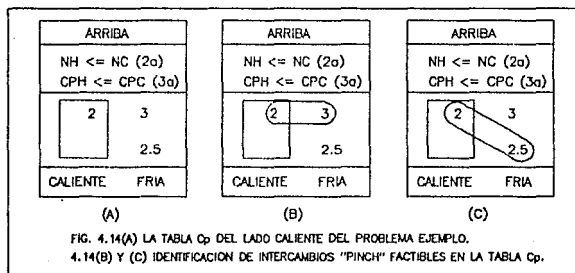 ARRIBA
NH <= NC (2a)
CPH <= CPC (3a)
2 3
2.5
CALIENTE FRIA
(A)
ARRIBA
NH <= NC (2a)
CPH <= CPC (3a)
2 3
2.5
CALIENTE FRIA
(B)
ARRIBA
NH <= NC (2a)
CPH <= CPC (3a)
2 3
2.5
CALIENTE FRIA
(C)
FIG. 4.14(A) LA TABLA Cp DEL LADO CALIENTE DEL PROBLEMA EJEMPLO.
4.14(B) Y (C) IDENTIFICACION DE INTERCAMBIOS "PINCH" FACTIBLES EN LA TABLA Cp.